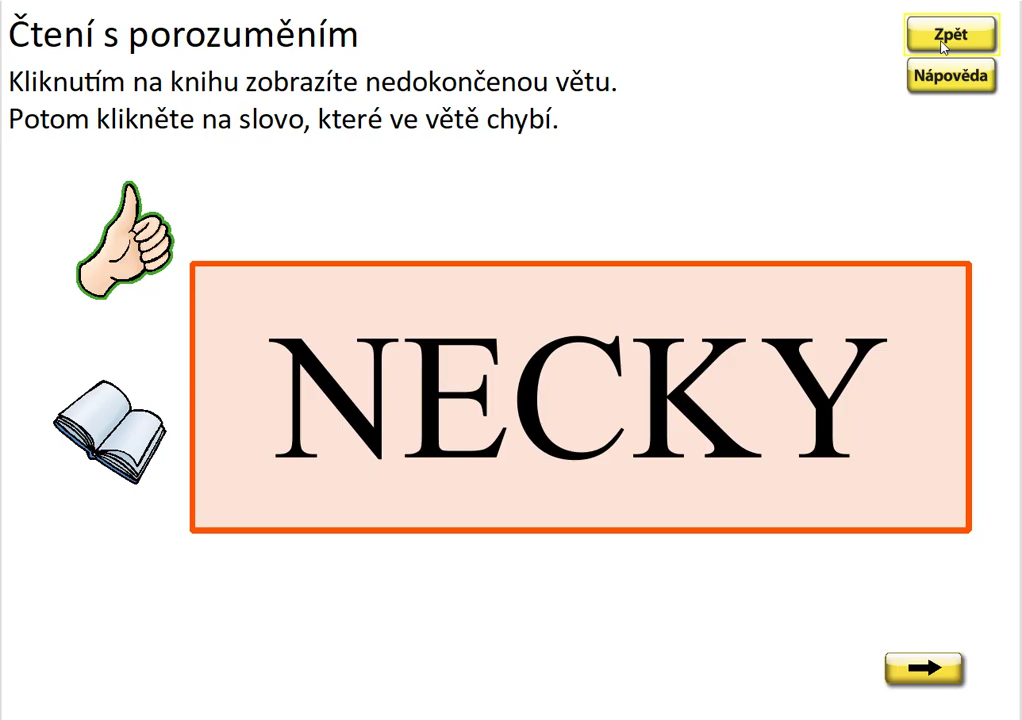 Čtení s porozuměním
Zpět
Nápověda
Kliknutím na knihu zobrazíte nedokončenou větu.
Potom klikněte na slovo, které ve větě chybí.
NECKY